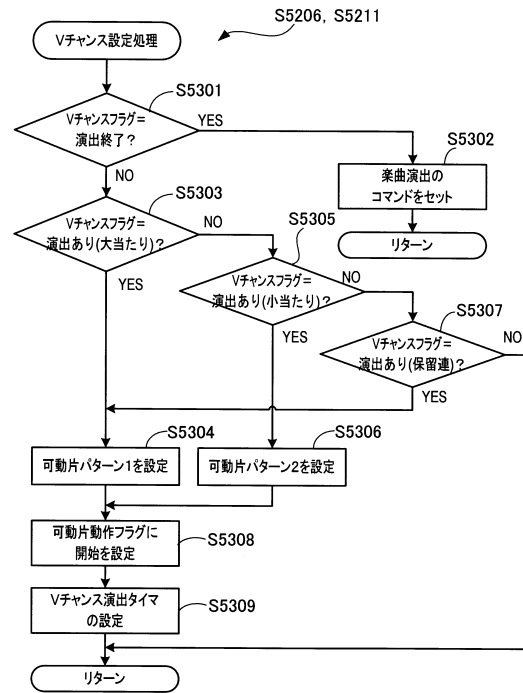 S5206, S5211
Vチャンス設定処理
S5301
Vチャンスフラグ=
演出終了?
YES
NO
S5302
楽曲演出の
コマンドをセット
リターン
S5303
Vチャンスフラグ=
演出あり(大当たり)?
NO
YES
S5305
Vチャンスフラグ=
演出あり(小当たり)?
NO
YES
S5307
Vチャンスフラグ=
演出あり(保留連)?
NO
YES
S5304
可動片パターン1を設定
S5306
可動片パターン2を設定
可動片動作フラグに
開始を設定
S5308
Vチャンス演出タイマ
の設定
S5309
リターン